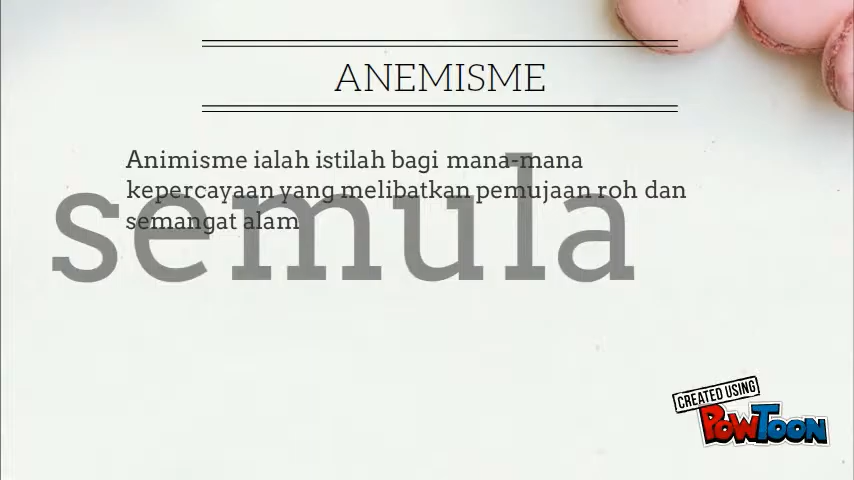 ANEMISME
Animisme ialah istilah bagi mana-mana
kepercayaan yang melibatkan pemujaan roh dan
semangat alam
semula
CREATED USING
POWTOON